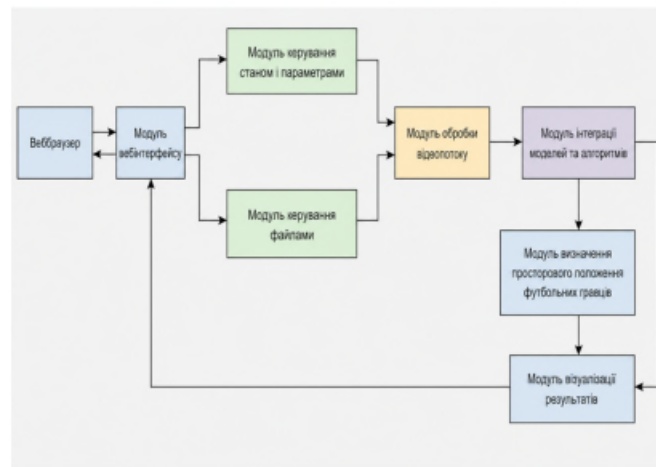 Модуль керування
станом і параметрами
Веббраузер
Модуль
вебінтерфейсу
Модуль обробки
відеопотоку
Модуль інтеграції
моделей та алгоритмів
Модуль керування
файлами
Модуль визначення
просторового положення
футбольних гравців
Модуль візуалізації
результатів